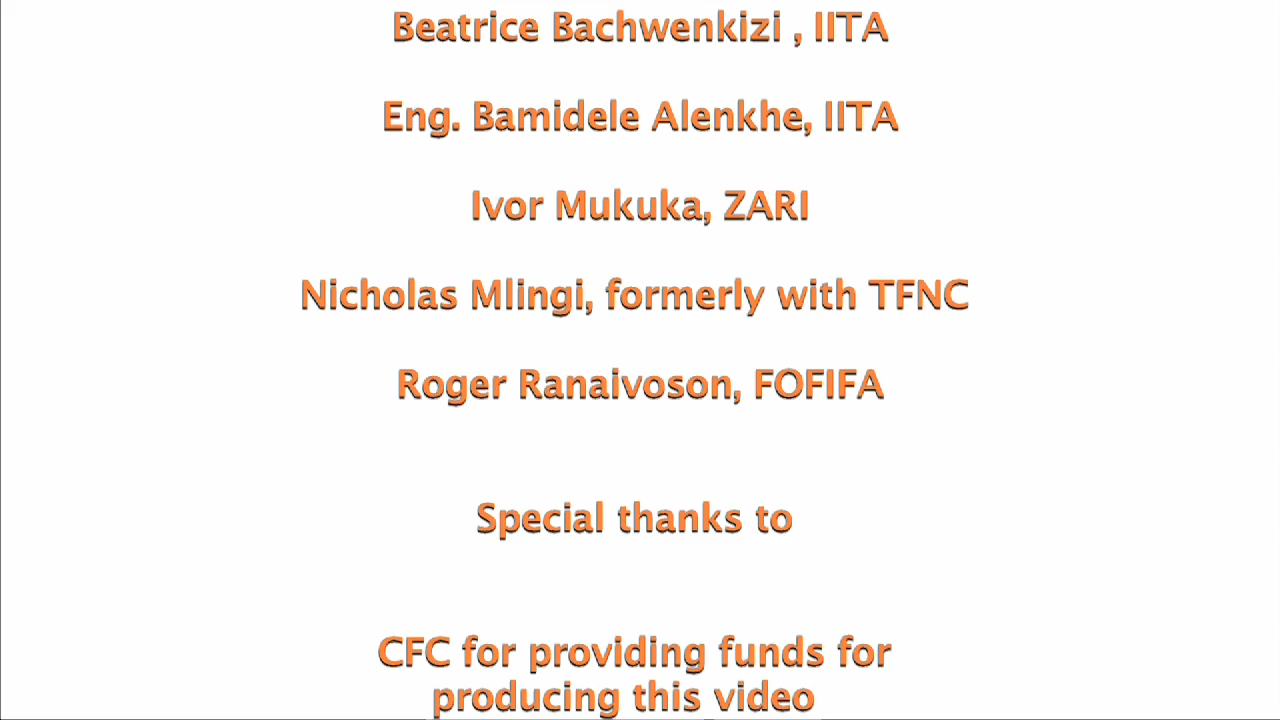 Beatrice Bachwenkizi , IITA
Eng. Bamidele Alenkhe, IITA
Ivor Mukuka, ZARI
Nicholas Mlingi, formerly with TFNC
Roger Ranaivoson, FOFIFA
Special thanks to
CFC for providing funds for
producing this video